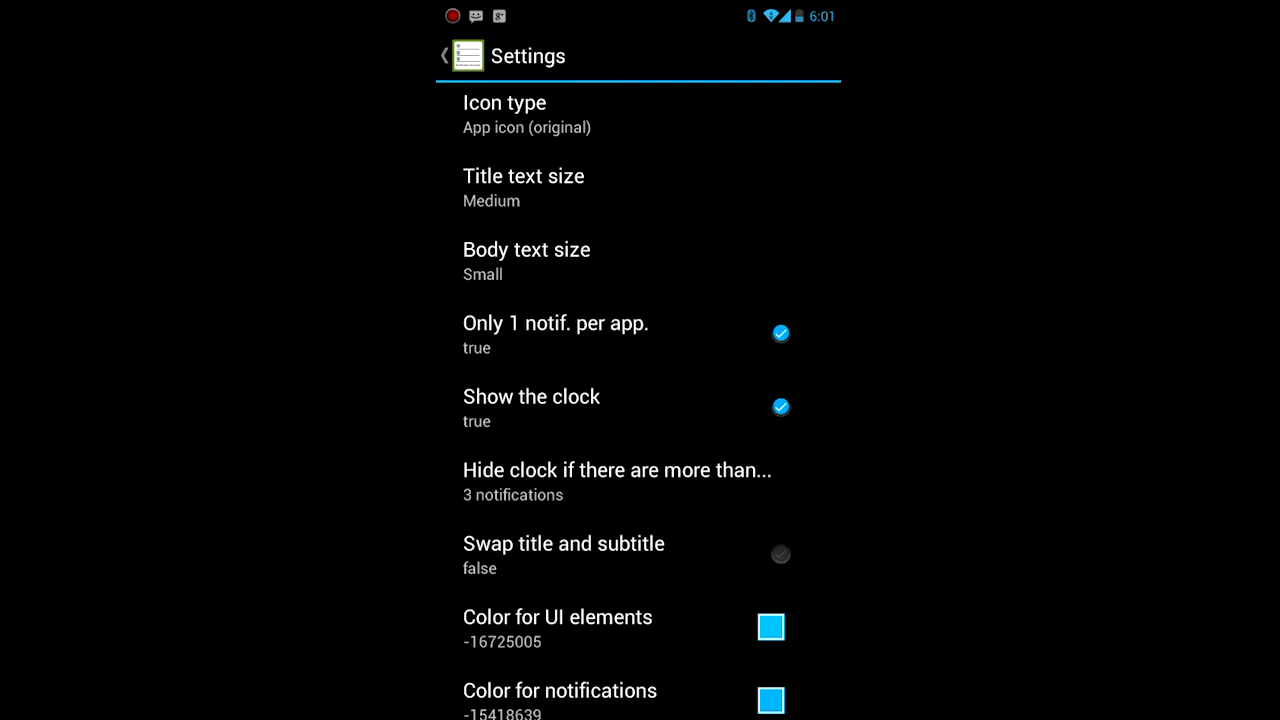 6:01
Settings
Icon type
App icon (original)
Title text size
Medium
Body text size
Small
Only 1 notif. per app.
true
Show the clock
true
Hide clock if there are more than...
3 notifications
Swap title and subtitle
false
Color for UI elements
-16725005
Color for notifications
-15418639